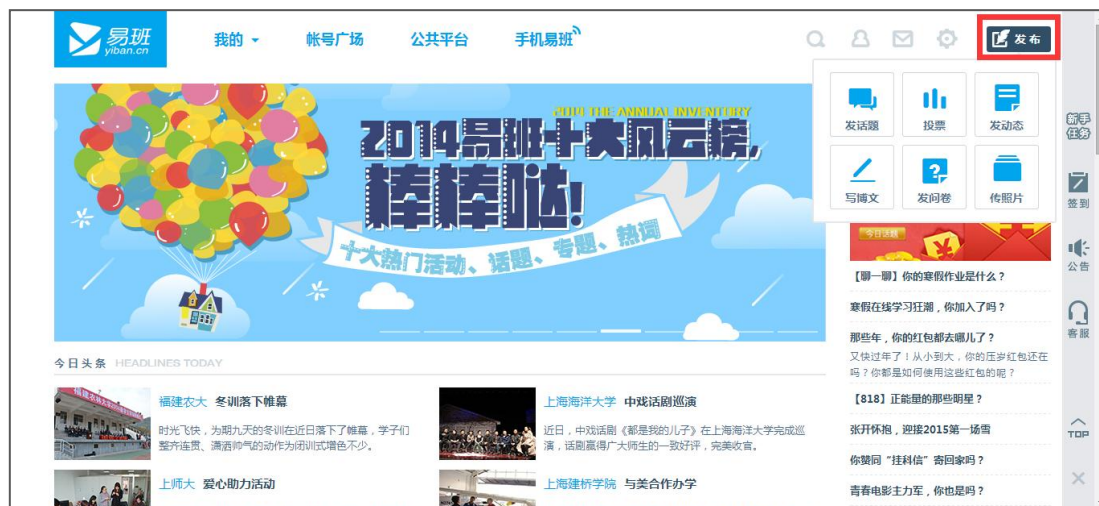 易班
yiban.cn
我的
帐号广场
公共平台
手机易班
发布
发话题
投票
发动态
写博文
发问卷
传照片
2014 THE ANNUAL INVENTORY
2014易班十大风云榜,
棒棒哒!
十大热门活动、话题、专题、热词
今日话题
【聊一聊】你的寒假作业是什么？
寒假在线学习狂潮，你加入了吗？
那些年，你的红包都去哪儿了？
又快过年了！从小到大，你的压岁红包还在
吗？你都是如何使用这些红包的呢？
【818】正能量的那些明星？
张开怀抱，迎接2015第一场雪
你赞同“挂科信”寄回家吗？
青春电影主力军，你也是吗？
新手
任务
签到
公告
客服
TOP
今日头条 HEADLINES TODAY
福建农大 冬训落下帷幕
时光飞快，为期九天的冬训在近日落下了帷幕，学子们
整齐连贯、潇洒帅气的动作为闭训式增色不少。
上海海洋大学 中戏话剧巡演
近日，中戏话剧《都是我的儿子》在上海海洋大学完成巡
演，话剧赢得广大师生的一致好评，完美收官。
上师大 爱心助力活动
上海建桥学院 与美合作办学